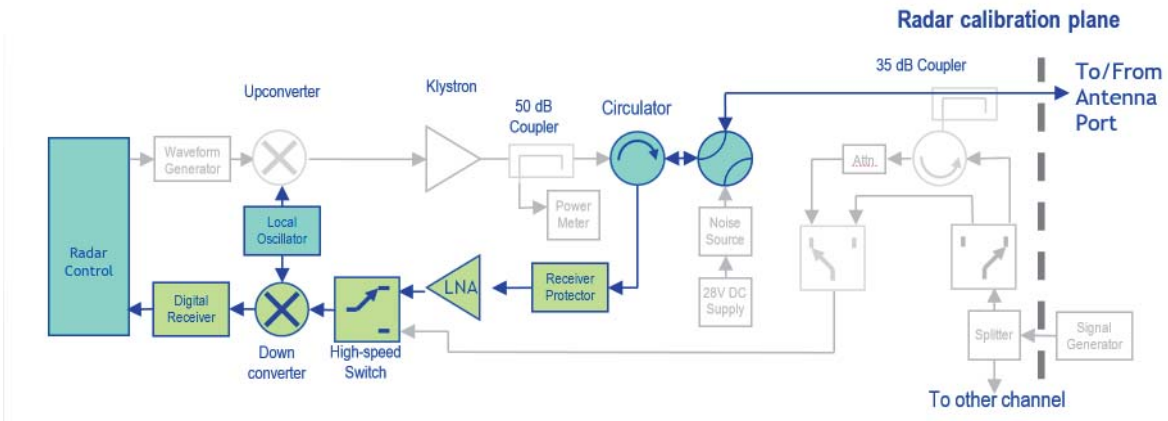 Radar calibration plane
35 dB Coupler
To/From
Antenna
Port
Upconverter
Klystron
50 dB
Coupler
Circulator
Waveform
Generator
Attn.
Power
Meter
Local
Oscillator
Noise
Source
Radar
Control
LNA
Receiver
Protector
28V DC
Supply
Digital
Receiver
Splitter
Signal
Generator
Down
converter
High-speed
Switch
To other channel